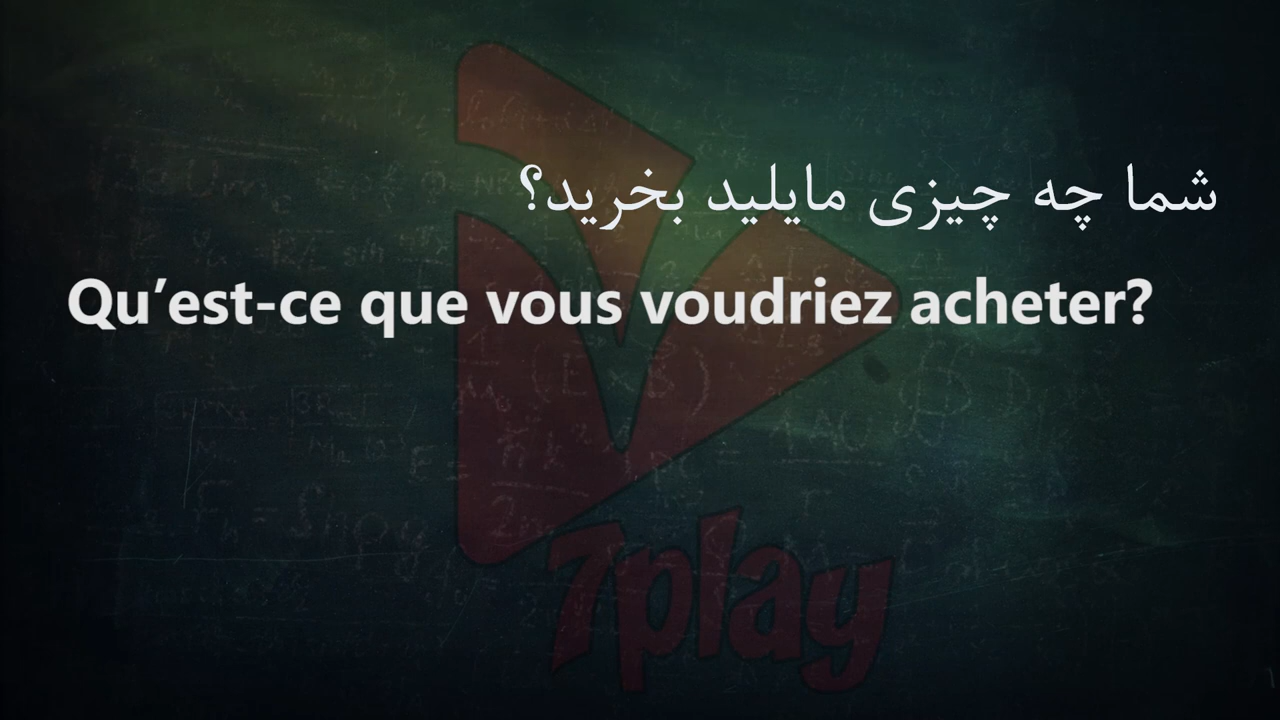 شما چه چیزی مایلید بخرید؟
Qu’est-ce que vous voudriez acheter?
7play